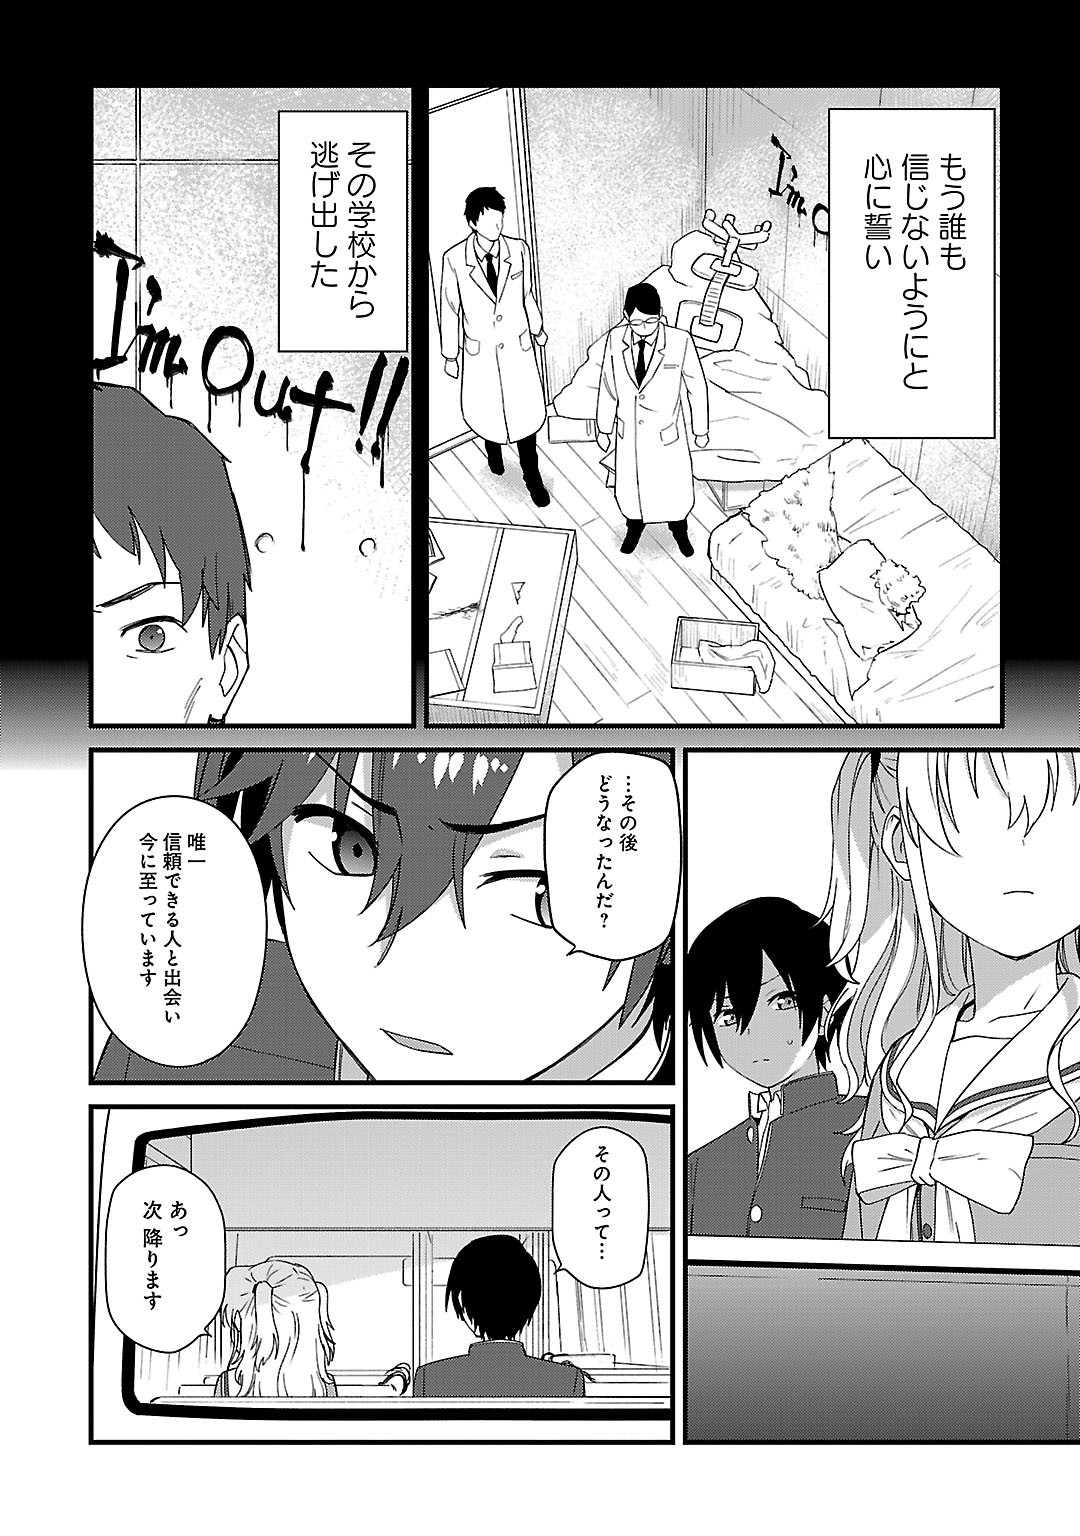 もう誰も
信じないようにと
心に誓い
I'm O
その学校から
逃げ出した
I'm Out!!
…その後
どうなったんだ？
唯一
信頼できる人と出会い
今に至っています
その人って…
あっ
次 降ります